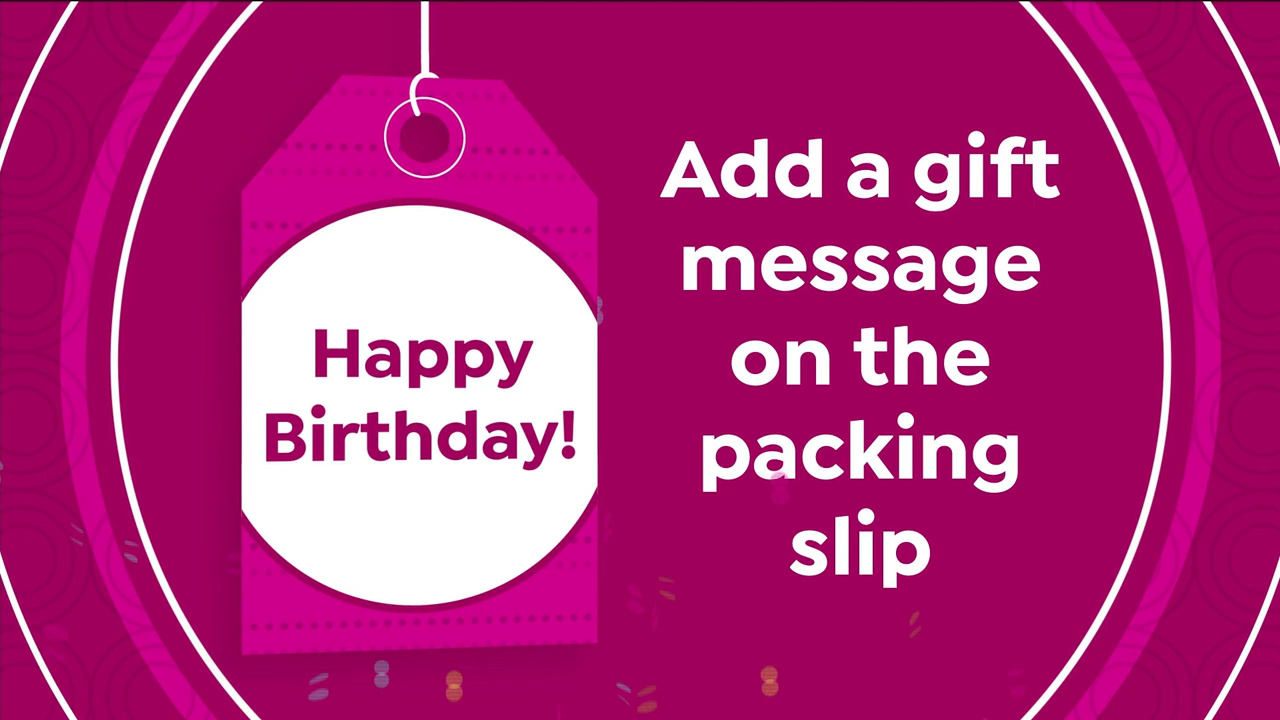 Happy
Birthday!
Add a gift
message
on the
packing
slip